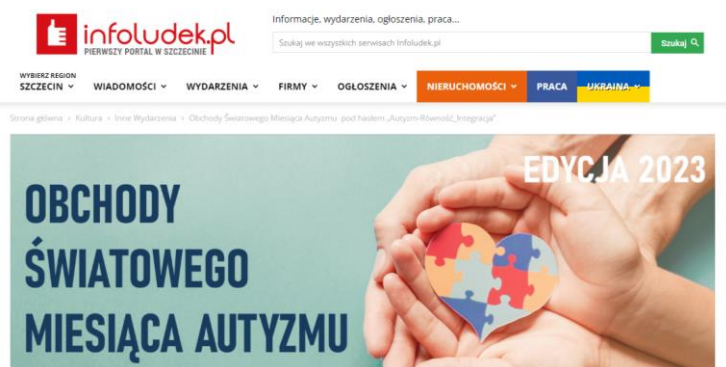 infoludek.pl
PIERWSZY PORTAL W SZCZECINIE
Informacje, wydarzenia, ogłoszenia, praca...
Szukaj we wszystkich serwisach Infoludek.pl
Szukaj
WYBIERZ REGION
SZCZECIN WIADOMOŚCI WYDARZENIA FIRMY OGŁOSZENIA NIERUCHOMOŚCI PRACA UKRAINA
Strona główna › Kultura › Inne Wydarzenia › Obchody Światowego Miesiąca Autyzmu pod hasłem „Autyzm-Równość_Integracja”
EDYCJA 2023
OBCHODY
ŚWIATOWEGO
MIESIĄCA AUTYZMU